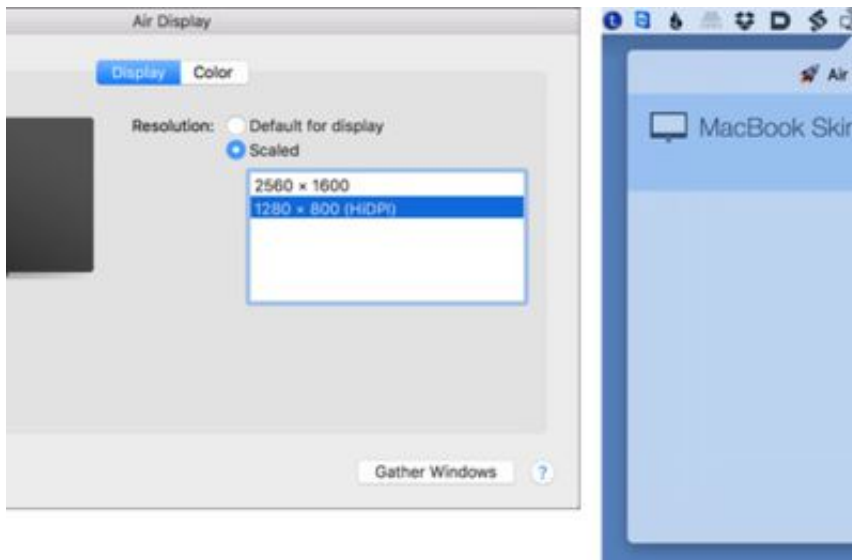 Air Display
Display Color
Resolution: Default for display
Scaled
2560 × 1600
1280 × 800 (HiDPI)
Gather Windows ?
Air
MacBook Skin